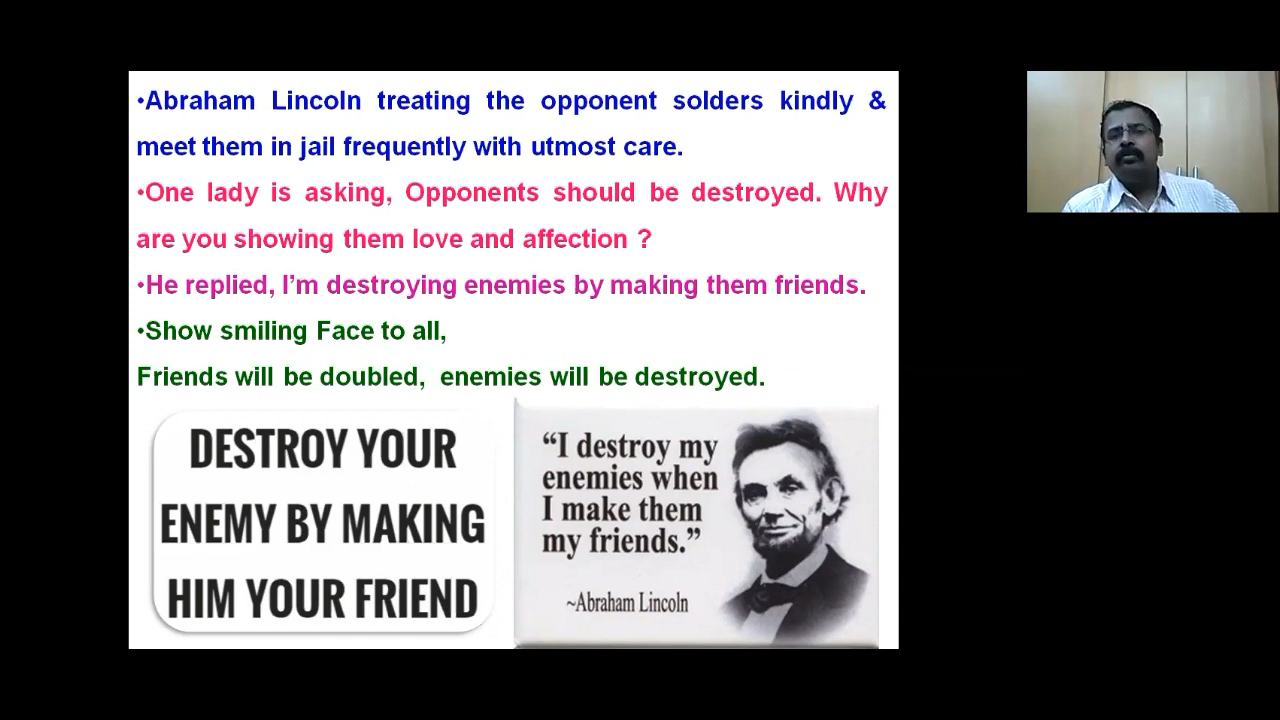 •Abraham Lincoln treating the opponent solders kindly &
meet them in jail frequently with utmost care.
•One lady is asking, Opponents should be destroyed. Why
are you showing them love and affection ?
•He replied, I’m destroying enemies by making them friends.
•Show smiling Face to all,
Friends will be doubled, enemies will be destroyed.
DESTROY YOUR
ENEMY BY MAKING
HIM YOUR FRIEND
“I destroy my
enemies when
I make them
my friends.”
~Abraham Lincoln